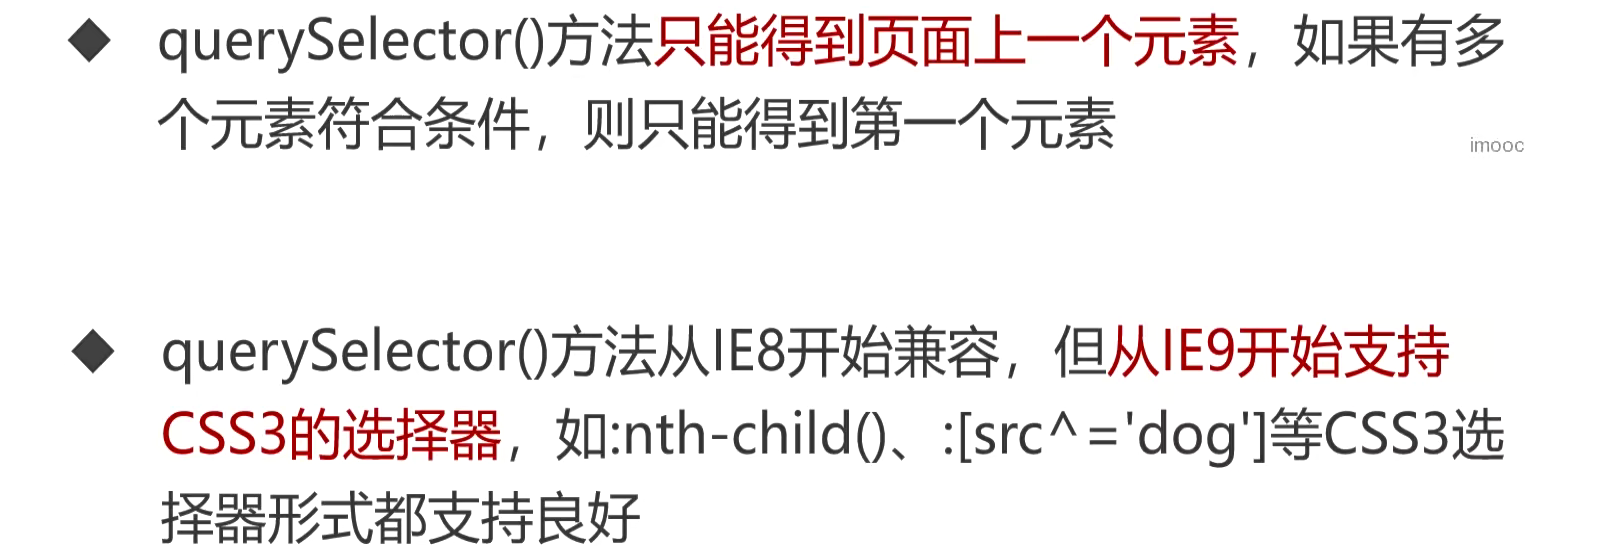 ◆ querySelector()方法只能得到页面上一个元素，如果有多
个元素符合条件，则只能得到第一个元素
imooc
◆ querySelector()方法从IE8开始兼容，但从IE9开始支持
CSS3的选择器，如:nth-child()、:[src^='dog']等CSS3选
择器形式都支持良好